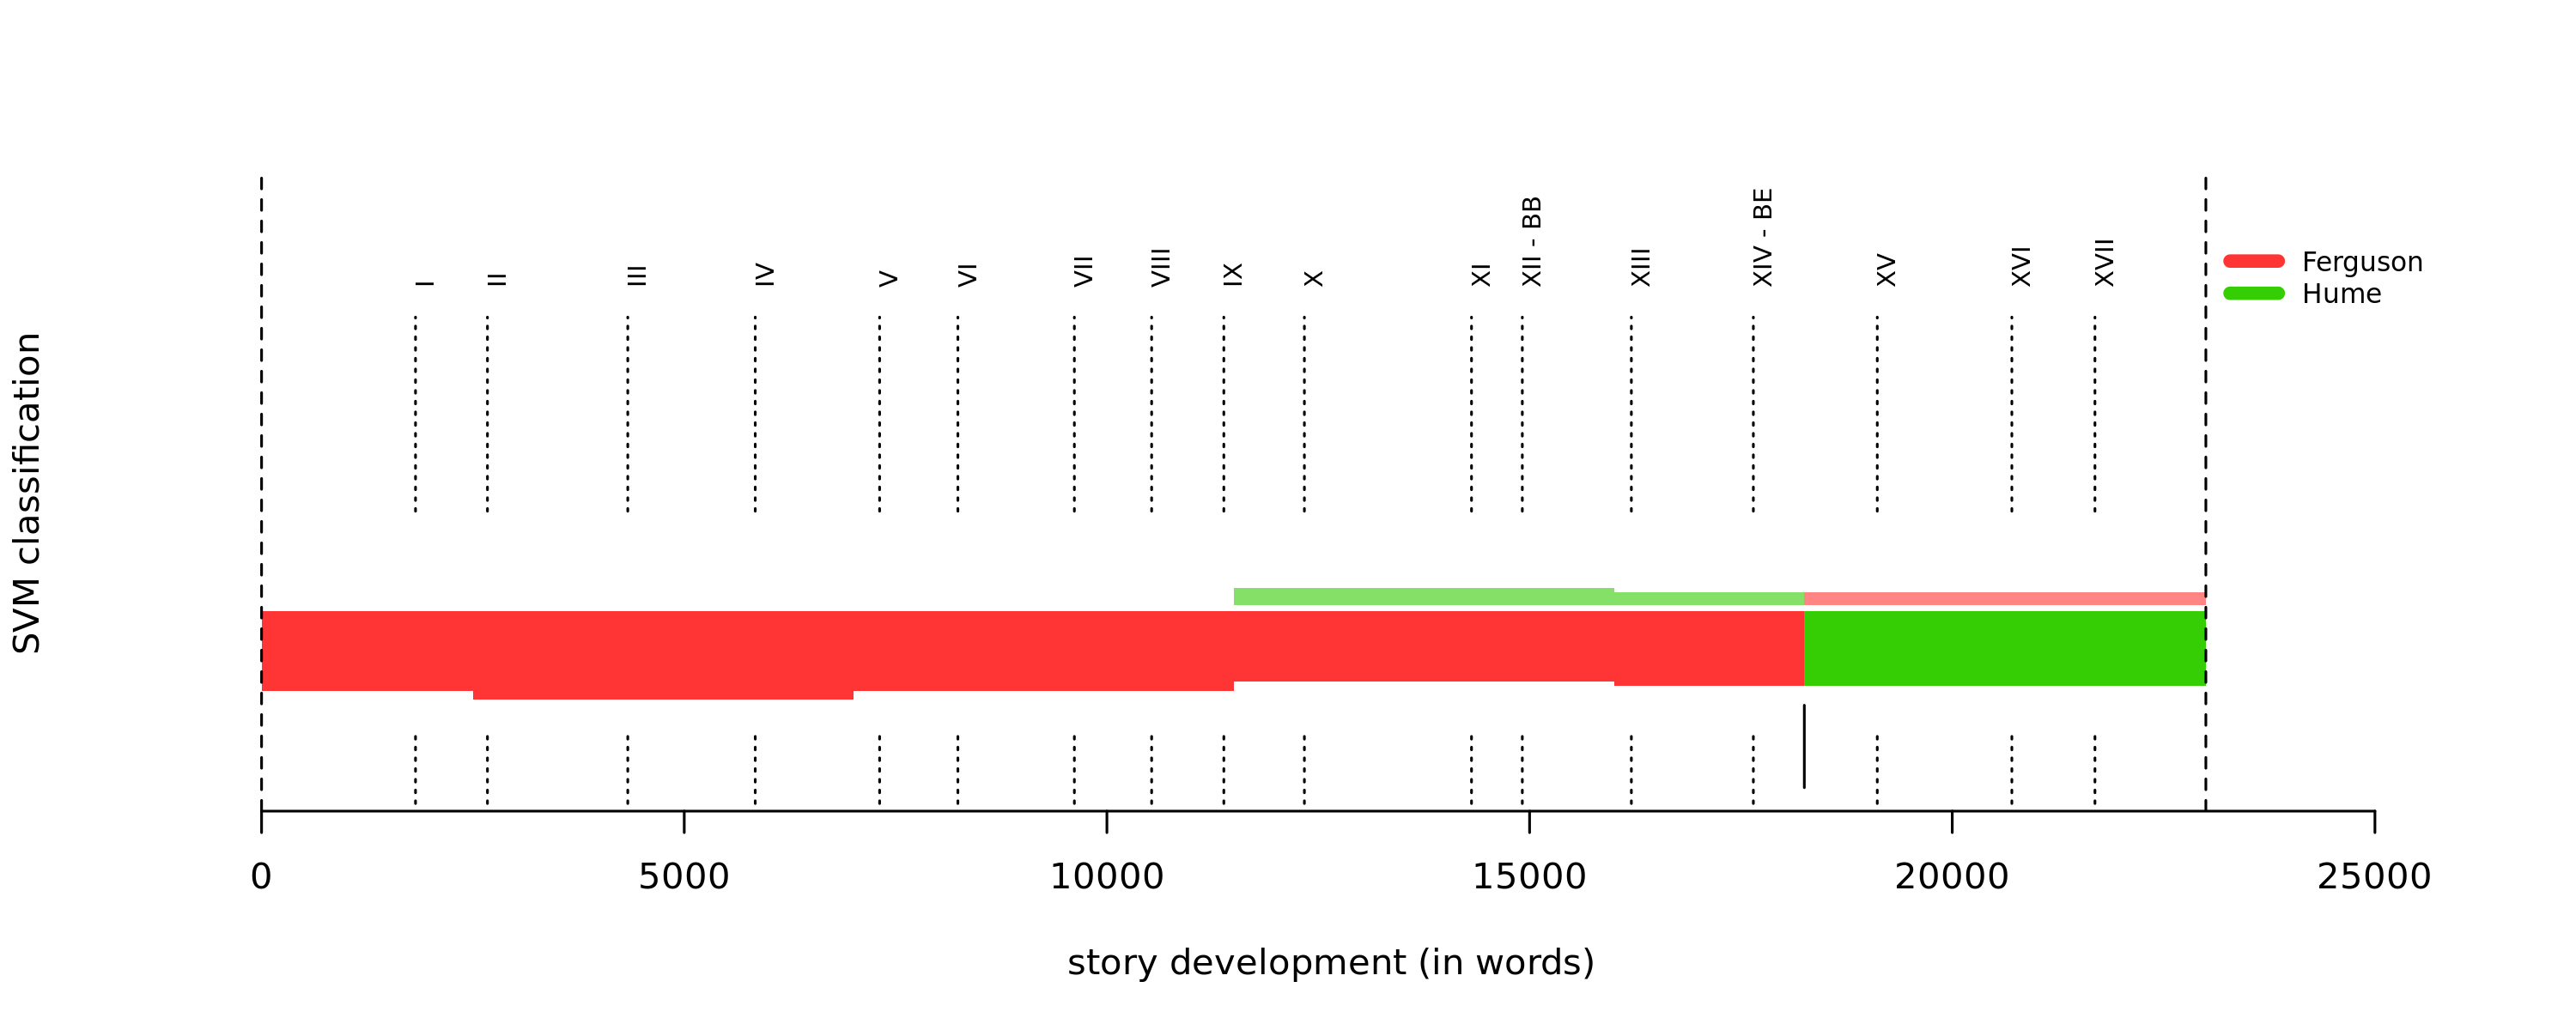 I
II
III
IV
V
VI
VII
VIII
IX
X
XI
XII - BB
XIII
XIV - BE
XV
XVI
XVII
Ferguson
Hume
SVM classification
0
5000
10000
15000
20000
25000
story development (in words)